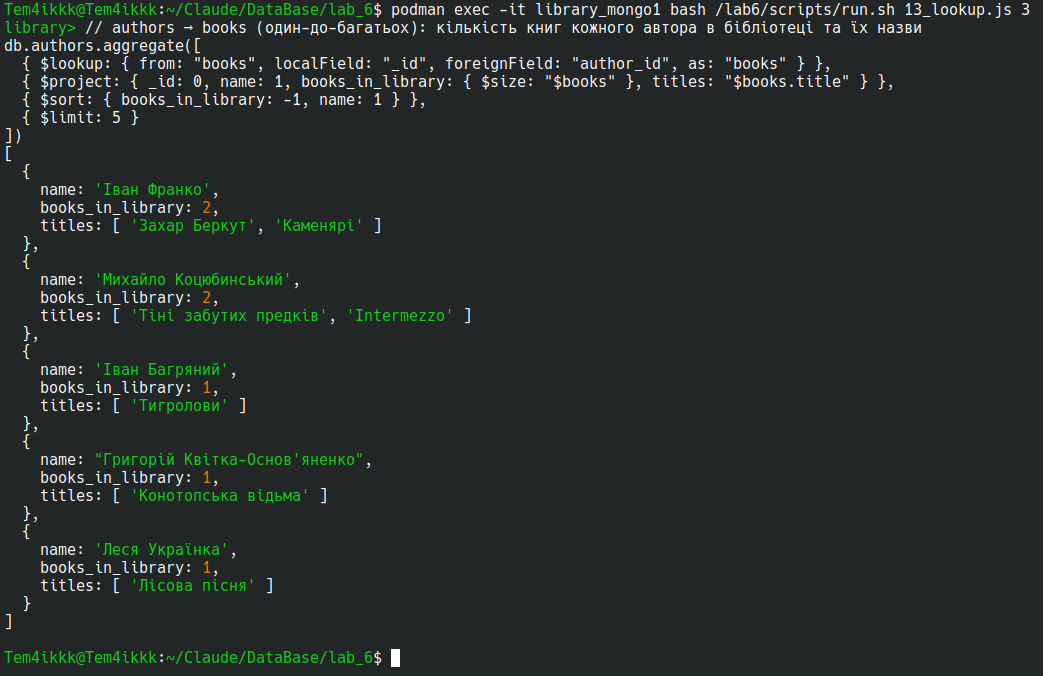 Tem4ikkk@Tem4ikkk:~/Claude/DataBase/lab_6$ podman exec -it library_mongo1 bash /lab6/scripts/run.sh 13_lookup.js 3
library> // authors → books (один-до-багатьох): кількість книг кожного автора в бібліотеці та їх назви
db.authors.aggregate([
  { $lookup: { from: "books", localField: "_id", foreignField: "author_id", as: "books" } },
  { $project: { _id: 0, name: 1, books_in_library: { $size: "$books" }, titles: "$books.title" } },
  { $sort: { books_in_library: -1, name: 1 } },
  { $limit: 5 }
])
[
  {
    name: 'Іван Франко',
    books_in_library: 2,
    titles: [ 'Захар Беркут', 'Каменярі' ]
  },
  {
    name: 'Михайло Коцюбинський',
    books_in_library: 2,
    titles: [ 'Тіні забутих предків', 'Intermezzo' ]
  },
  {
    name: 'Іван Багряний',
    books_in_library: 1,
    titles: [ 'Тигролови' ]
  },
  {
    name: "Григорій Квітка-Основ'яненко",
    books_in_library: 1,
    titles: [ 'Конотопська відьма' ]
  },
  {
    name: 'Леся Українка',
    books_in_library: 1,
    titles: [ 'Лісова пісня' ]
  }
]
Tem4ikkk@Tem4ikkk:~/Claude/DataBase/lab_6$